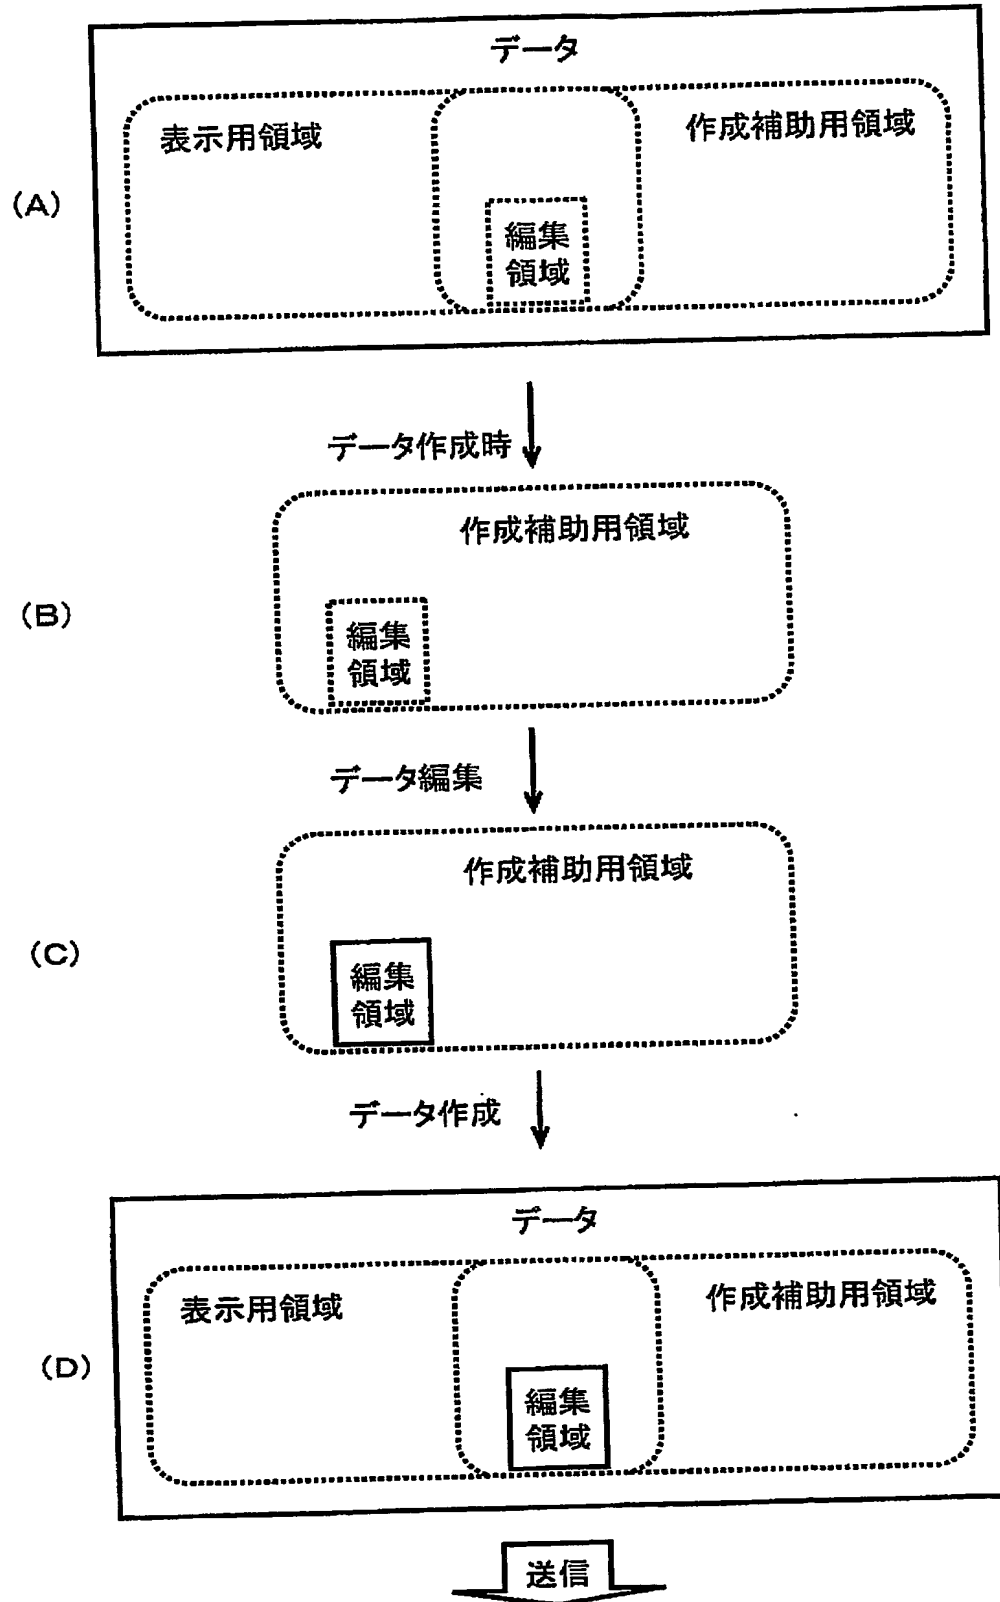 データ
表示用領域
作成補助用領域
(A)
編集
領域
データ作成時
作成補助用領域
(B)
編集
領域
データ編集
作成補助用領域
(C)
編集
領域
データ作成
データ
表示用領域
作成補助用領域
(D)
編集
領域
送信